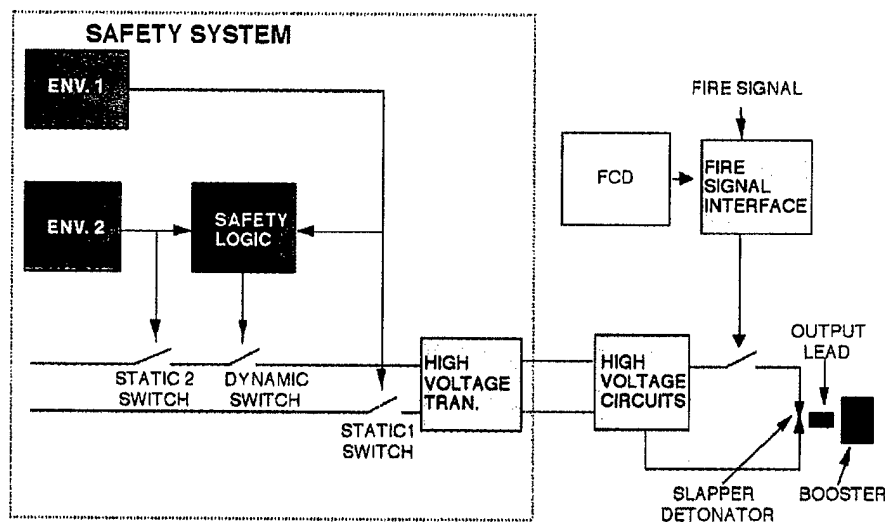 SAFETY SYSTEM
ENV. 1
FIRE SIGNAL
FCD
FIRE
SIGNAL
INTERFACE
ENV. 2
SAFETY
LOGIC
STATIC 2
SWITCH
DYNAMIC
SWITCH
STATIC1
SWITCH
HIGH
VOLTAGE
TRAN.
HIGH
VOLTAGE
CIRCUITS
OUTPUT
LEAD
SLAPPER
DETONATOR
BOOSTER